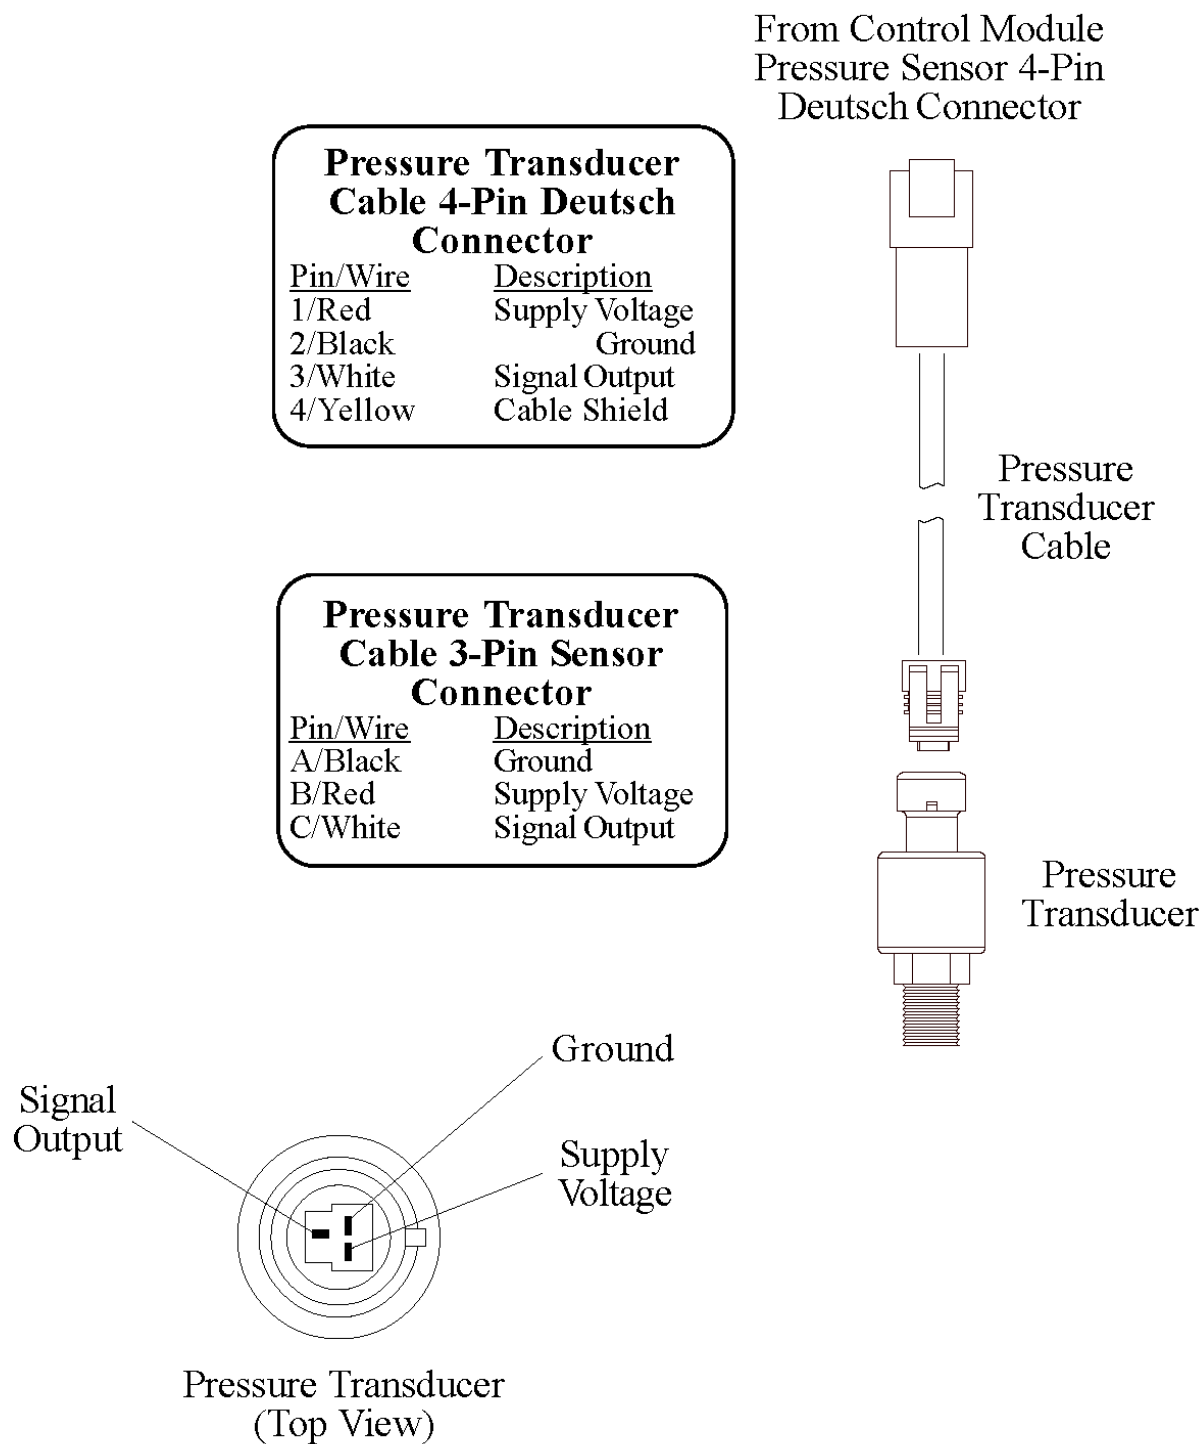 From Control Module
Pressure Sensor 4-Pin
Deutsch Connector
Pressure Transducer
Cable 4-Pin Deutsch
Connector
Pin/Wire Description
1/Red Supply Voltage
2/Black Ground
3/White Signal Output
4/Yellow Cable Shield
Pressure
Transducer
Cable
Pressure Transducer
Cable 3-Pin Sensor
Connector
Pin/Wire Description
A/Black Ground
B/Red Supply Voltage
C/White Signal Output
Pressure
Transducer
Ground
Signal
Output
Supply
Voltage
Pressure Transducer
(Top View)